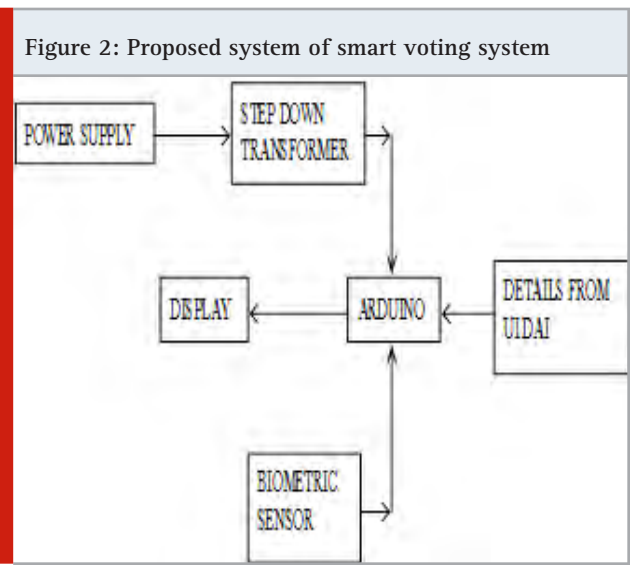 Figure 2: Proposed system of smart voting system
POWER SUPPLY
STEP DOWN
TRANSFORMER
DISPLAY
ARDUINO
DETAILS FROM
UIDAI
BIOMETRIC
SENSOR